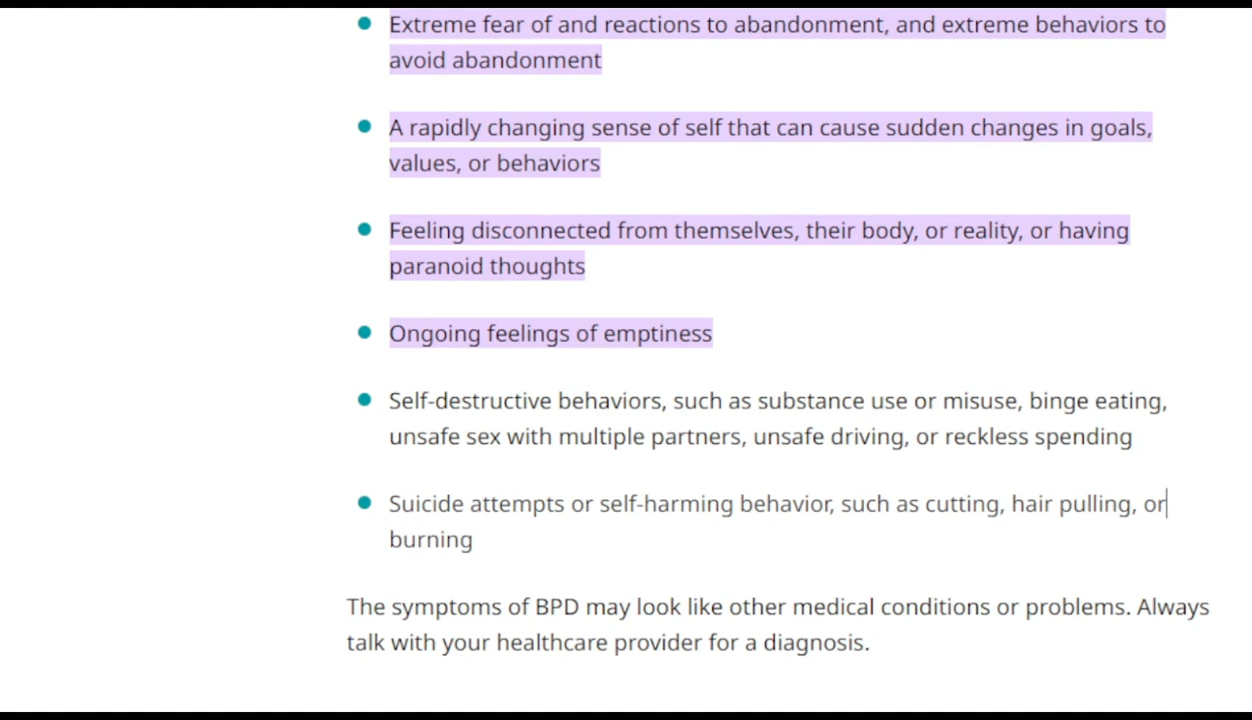 Extreme fear of and reactions to abandonment, and extreme behaviors to
avoid abandonment
A rapidly changing sense of self that can cause sudden changes in goals,
values, or behaviors
Feeling disconnected from themselves, their body, or reality, or having
paranoid thoughts
Ongoing feelings of emptiness
Self-destructive behaviors, such as substance use or misuse, binge eating,
unsafe sex with multiple partners, unsafe driving, or reckless spending
Suicide attempts or self-harming behavior, such as cutting, hair pulling, or
burning
The symptoms of BPD may look like other medical conditions or problems. Always
talk with your healthcare provider for a diagnosis.